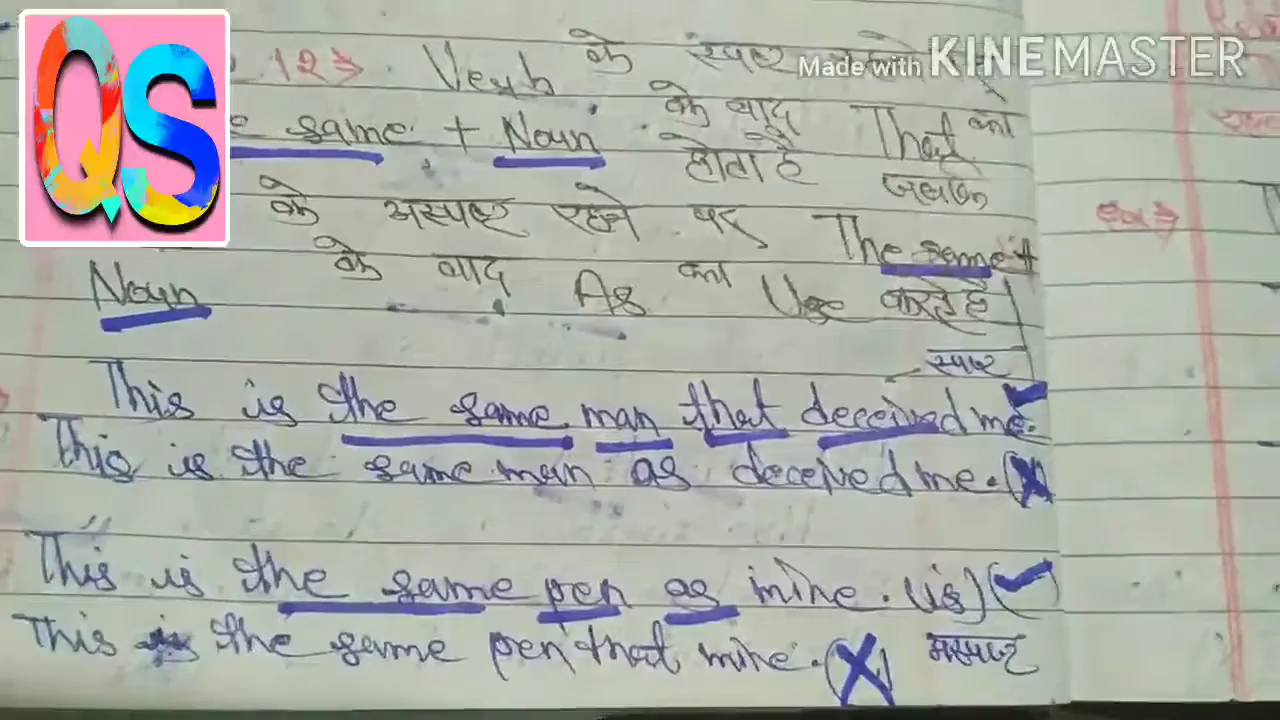 QS
Made with KINEMASTER
12⇒ Verb के स्पष्ट
same + Noun के बाद That का
होता है जबकि
के अस्पष्ट रहने पर The same +
Noun के बाद As का Use करते हैं
स्पष्ट
This is the same man that deceived me.
This is the same man as deceived me. (X)
This is the same pen as mine. (is) (✓)
This is the same pen that mine. (X) अस्पष्ट